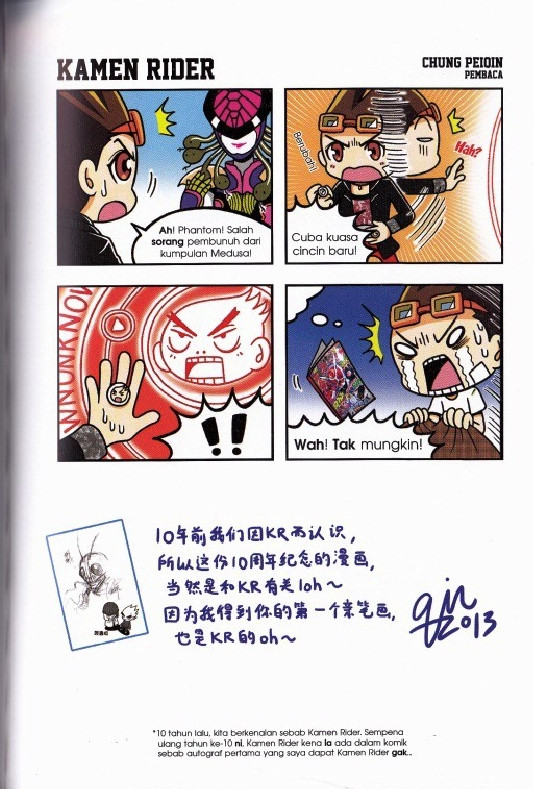 KAMEN RIDER
CHUNG PEIQIN
PEMBACA
Ah! Phantom! Salah
sorang pembunuh dari
kumpulan Medusa!
Berubah!
Hah?
Cuba kuasa
cincin baru!
UNKNOW
!!
Wah! Tak mungkin!
10年前我们因KR而认识,
所以这份10周年纪念的漫画,
当然是和KR有关loh~
因为我得到你的第一个亲笔画,
也是KR的oh~
qin
2013
*10 tahun lalu, kita berkenalan sebab Kamen Rider. Sempena
ulang tahun ke-10 ni, Kamen Rider kena la ada dalam komik
sebab autograf pertama yang saya dapat Kamen Rider gak...